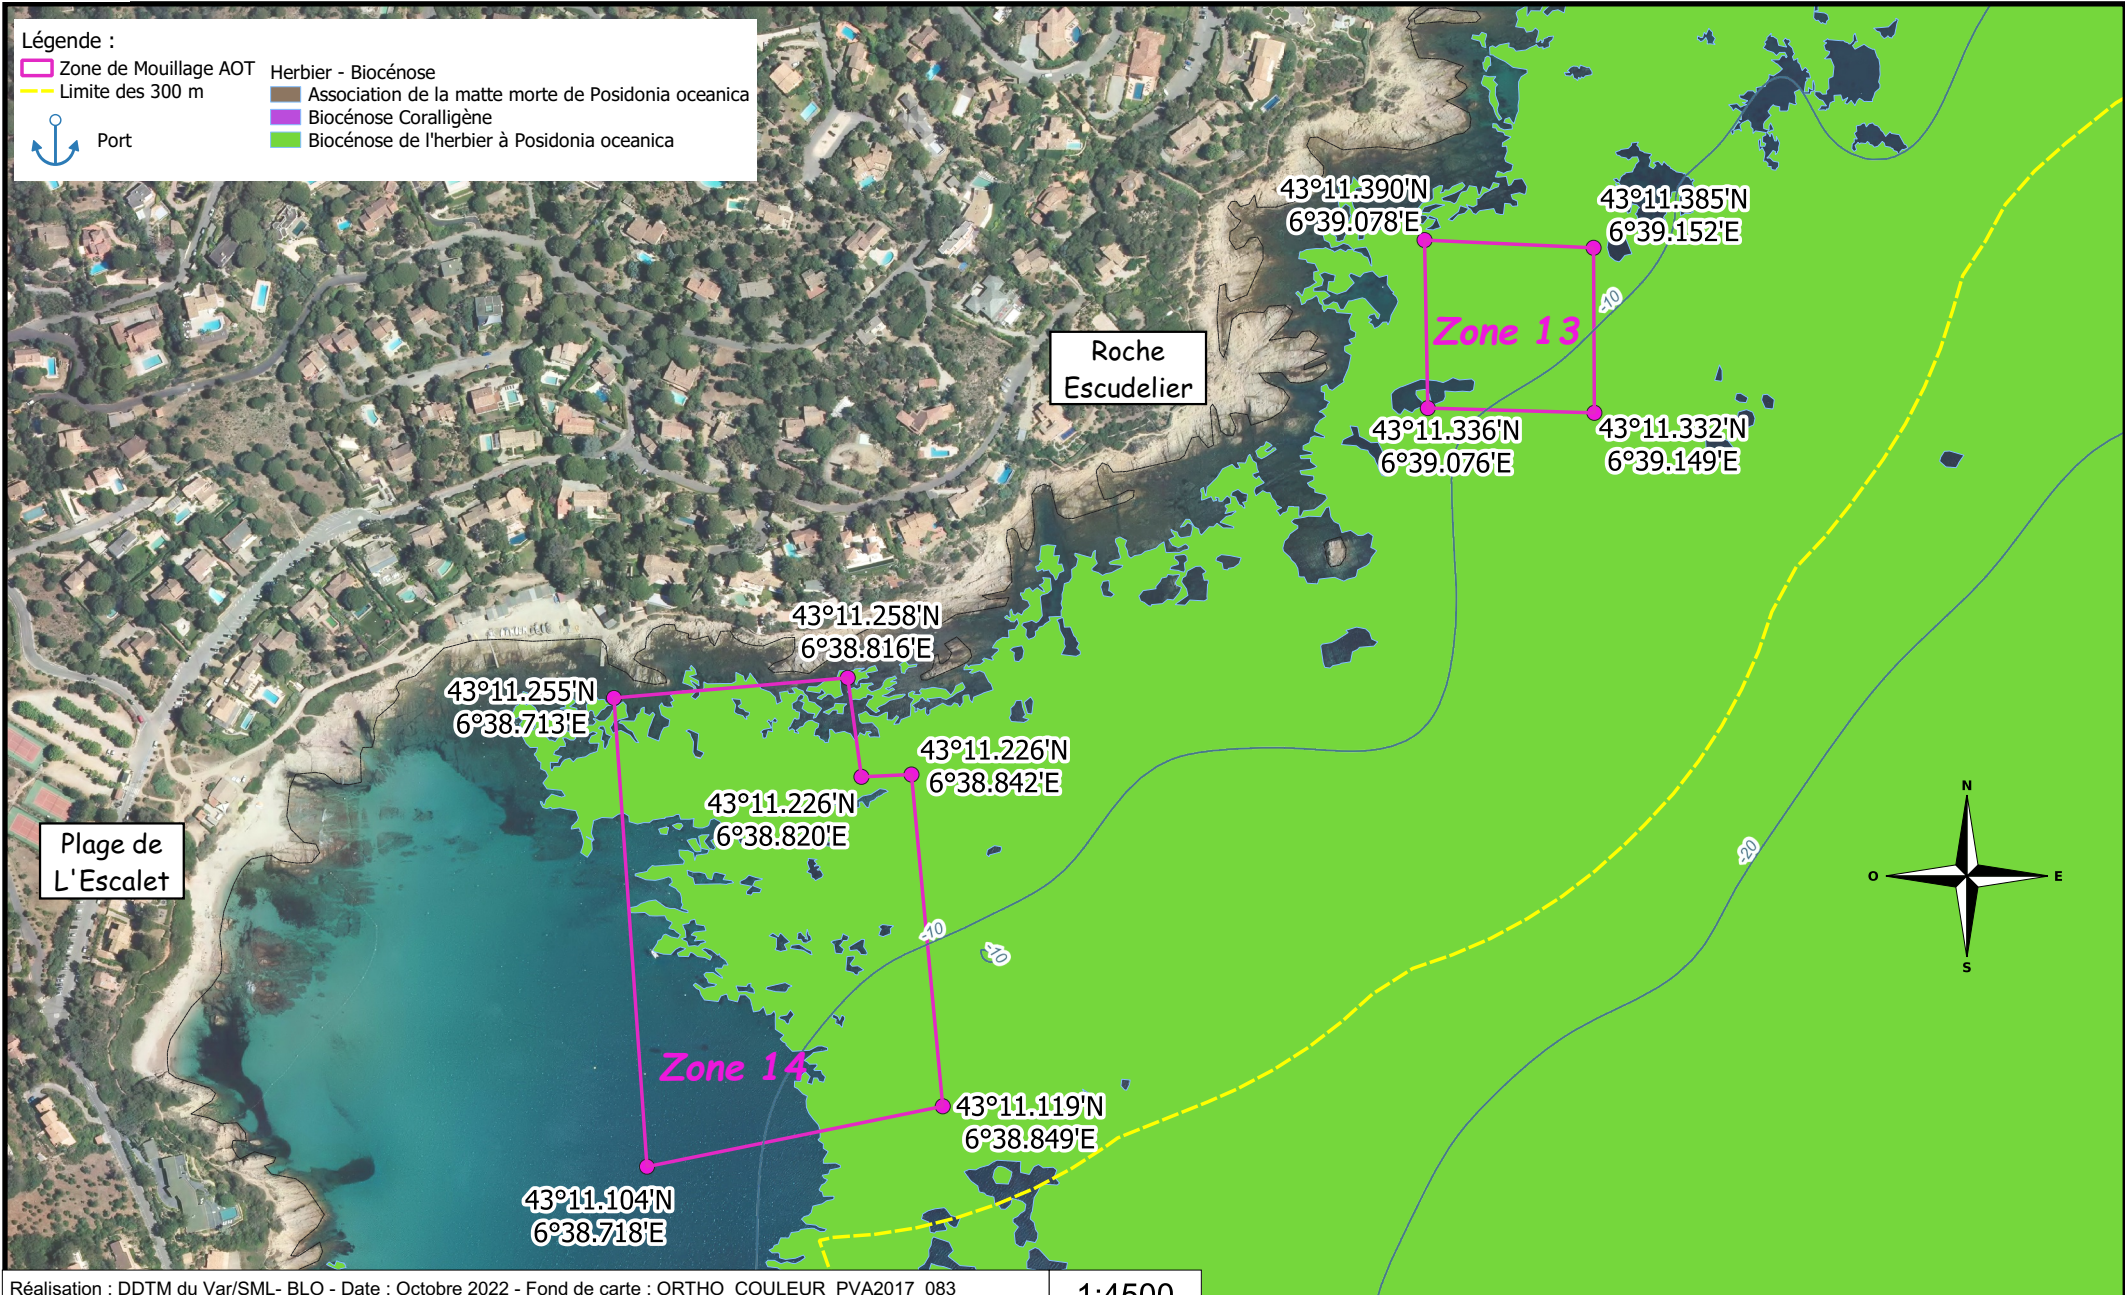 Légende :
Zone de Mouillage AOT
Limite des 300 m
Port
Herbier - Biocénose
Association de la matte morte de Posidonia oceanica
Biocénose Coralligène
Biocénose de l'herbier à Posidonia oceanica
43°11.390'N
6°39.078'E
43°11.385'N
6°39.152'E
-10
Zone 13
Roche
Escudelier
43°11.336'N
6°39.076'E
43°11.332'N
6°39.149'E
43°11.258'N
6°38.816'E
43°11.255'N
6°38.713'E
43°11.226'N
6°38.842'E
43°11.226'N
6°38.820'E
Plage de
L'Escalet
-20
N
O
E
S
-10
-10
Zone 14
43°11.119'N
6°38.849'E
43°11.104'N
6°38.718'E
Réalisation : DDTM du Var/SML- BLO - Date : Octobre 2022 - Fond de carte : ORTHO_COULEUR_PVA2017_083
1:4500